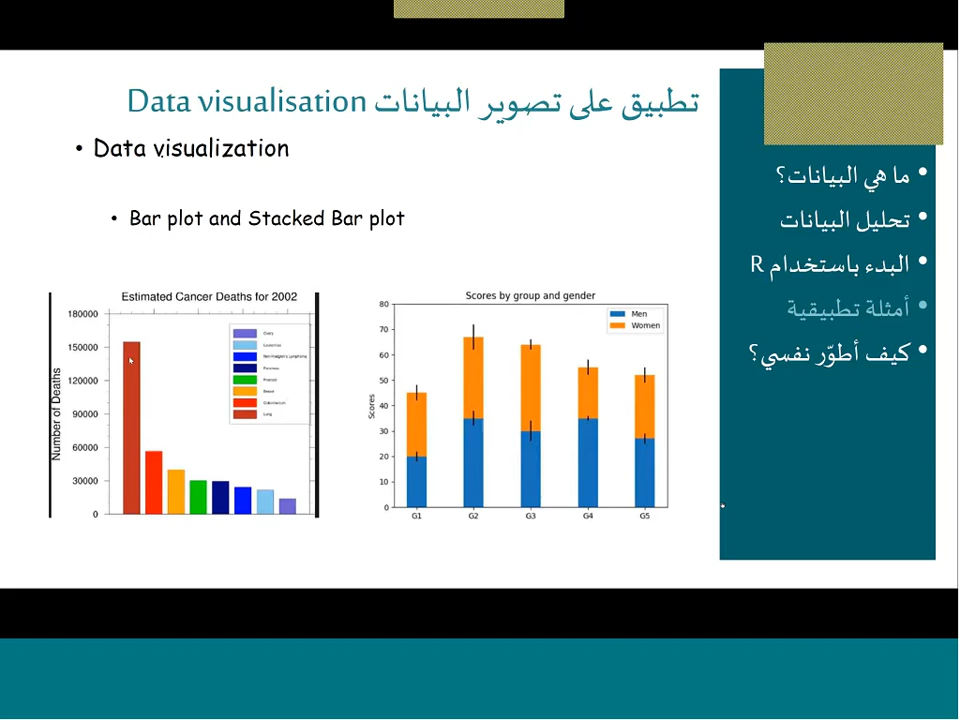 تطبيق على تصوير البيانات Data visualisation
• Data visualization
• Bar plot and Stacked Bar plot
Estimated Cancer Deaths for 2002
Number of Deaths
180000
150000
120000
90000
60000
30000
0
Ovary
Leukemia
Non-Hodgkin's Lymphoma
Pancreas
Prostate
Breast
Colon/rectum
Lung
Scores by group and gender
Scores
80
70
60
50
40
30
20
10
0
Men
Women
G1 G2 G3 G4 G5
• ما هي البيانات؟
• تحليل البيانات
• البدء باستخدام R
• أمثلة تطبيقية
• كيف أطوّر نفسي؟